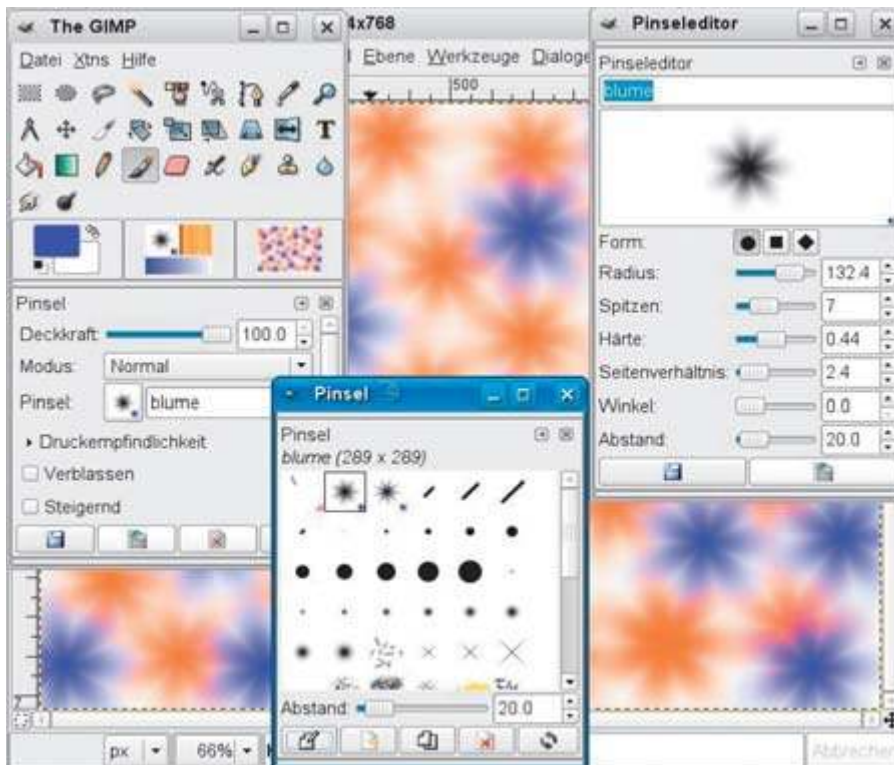 The GIMP
Datei Xtns Hilfe
Pinsel
Deckkraft: 100.0
Modus: Normal
Pinsel: blume
Druckempfindlichkeit
Verblassen
Steigernd
4x768
Ebene Werkzeuge Dialoge
500
Pinseleditor
Pinseleditor
blume
Form:
Radius: 132.4
Spitzen: 7
Härte: 0.44
Seitenverhältnis: 2.4
Winkel: 0.0
Abstand: 20.0
Pinsel
Pinsel
blume (289 x 289)
Abstand: 20.0
px 66%
Abbrechen